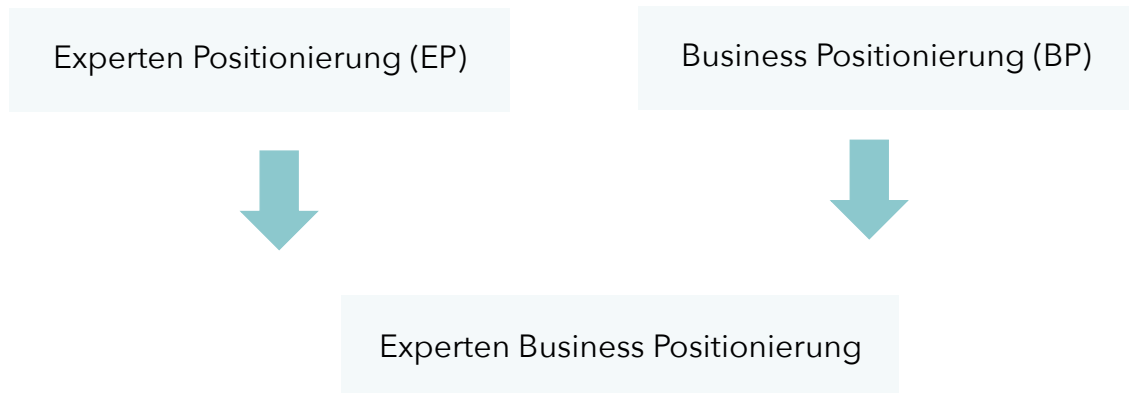 Experten Positionierung (EP)
Business Positionierung (BP)
Experten Business Positionierung